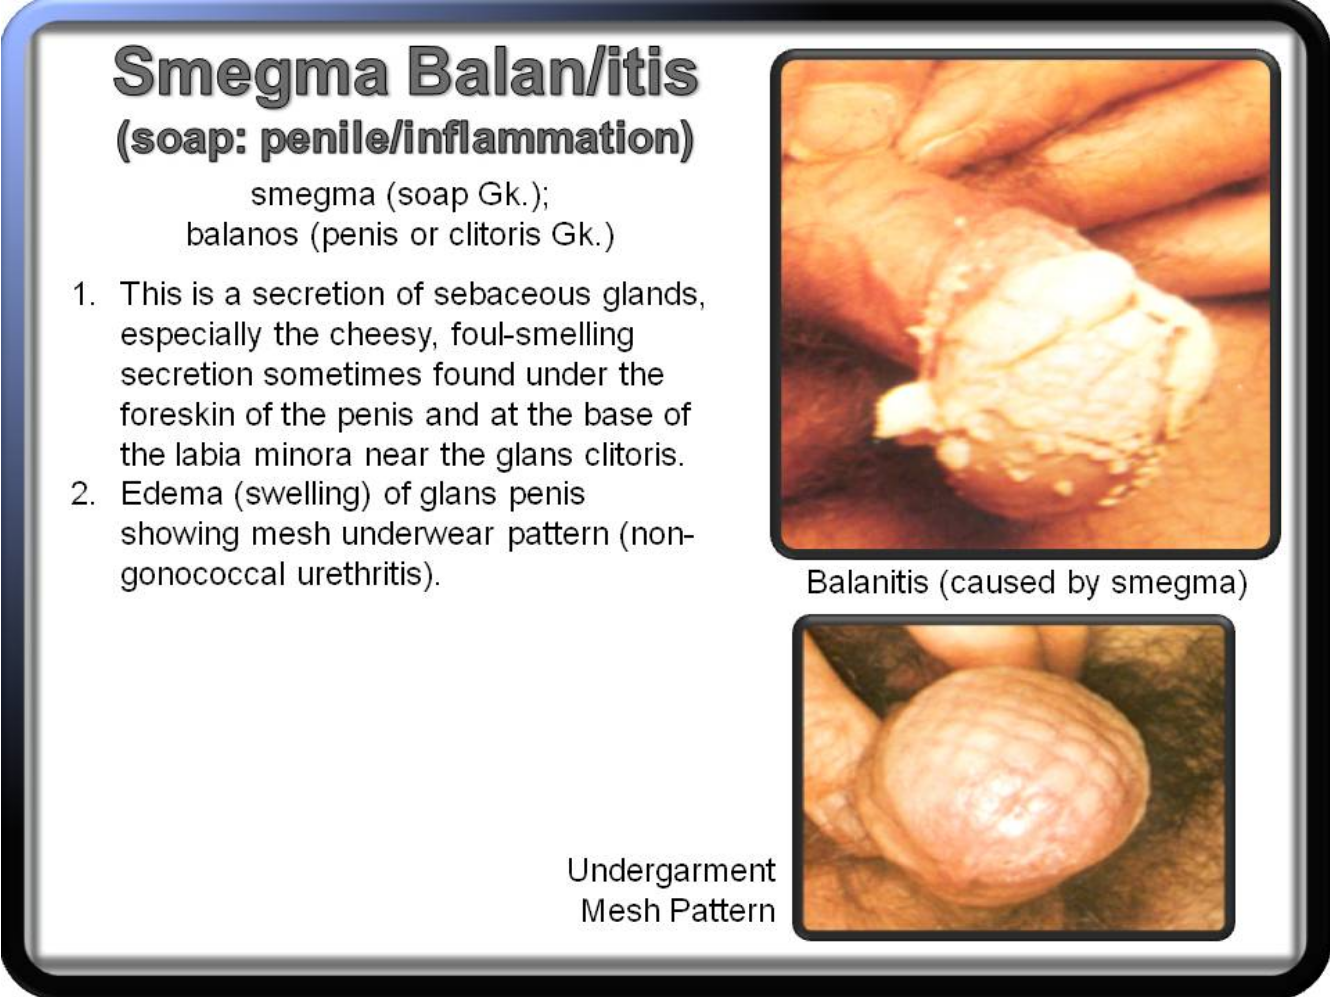 Smegma Balan/itis
(soap: penile/inflammation)
smegma (soap Gk.);
balanos (penis or clitoris Gk.)
1. This is a secretion of sebaceous glands,
especially the cheesy, foul-smelling
secretion sometimes found under the
foreskin of the penis and at the base of
the labia minora near the glans clitoris.
2. Edema (swelling) of glans penis
showing mesh underwear pattern (non-
gonococcal urethritis).
Balanitis (caused by smegma)
Undergarment
Mesh Pattern